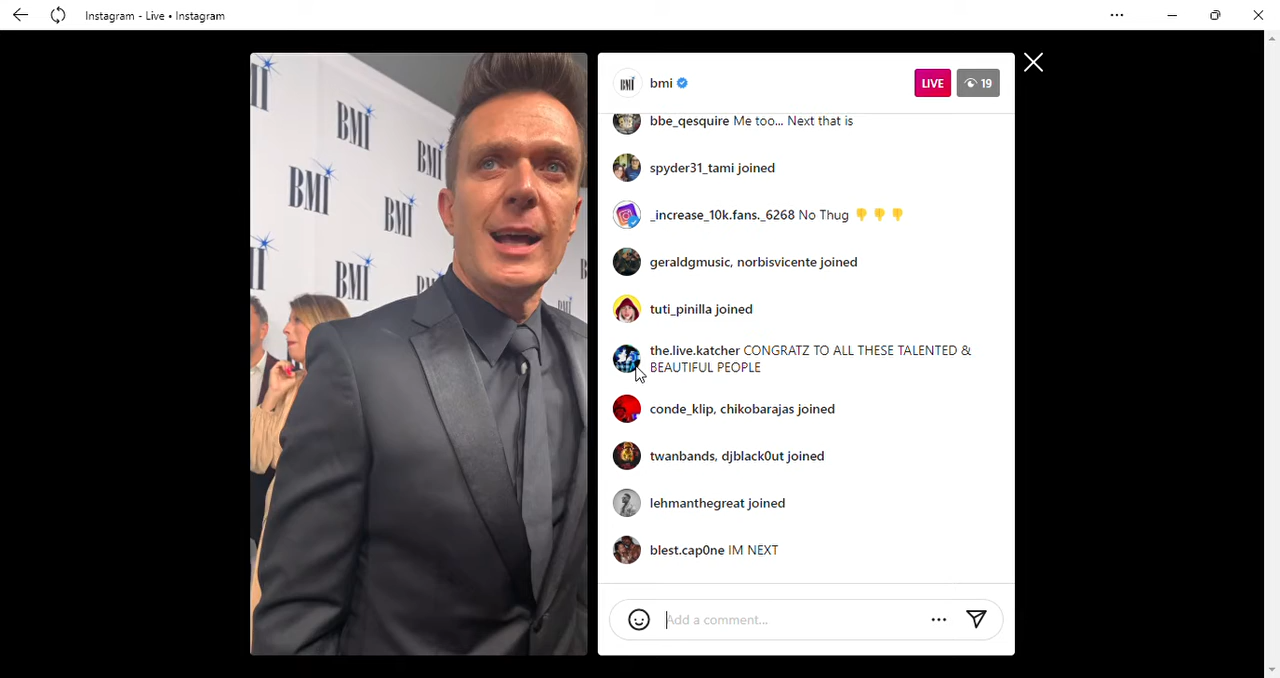 Instagram - Live • Instagram
BMI
BMI
BMI
BMI
BMI
BMI bmi
LIVE 19
bbe_qesquire Me too... Next that is
spyder31_tami joined
_increase_10k.fans._6268 No Thug 👎 👎 👎
geraldgmusic, norbisvicente joined
tuti_pinilla joined
the.live.katcher CONGRATZ TO ALL THESE TALENTED &
BEAUTIFUL PEOPLE
conde_klip, chikobarajas joined
twanbands, djblack0ut joined
lehmanthegreat joined
blest.cap0ne IM NEXT
Add a comment...